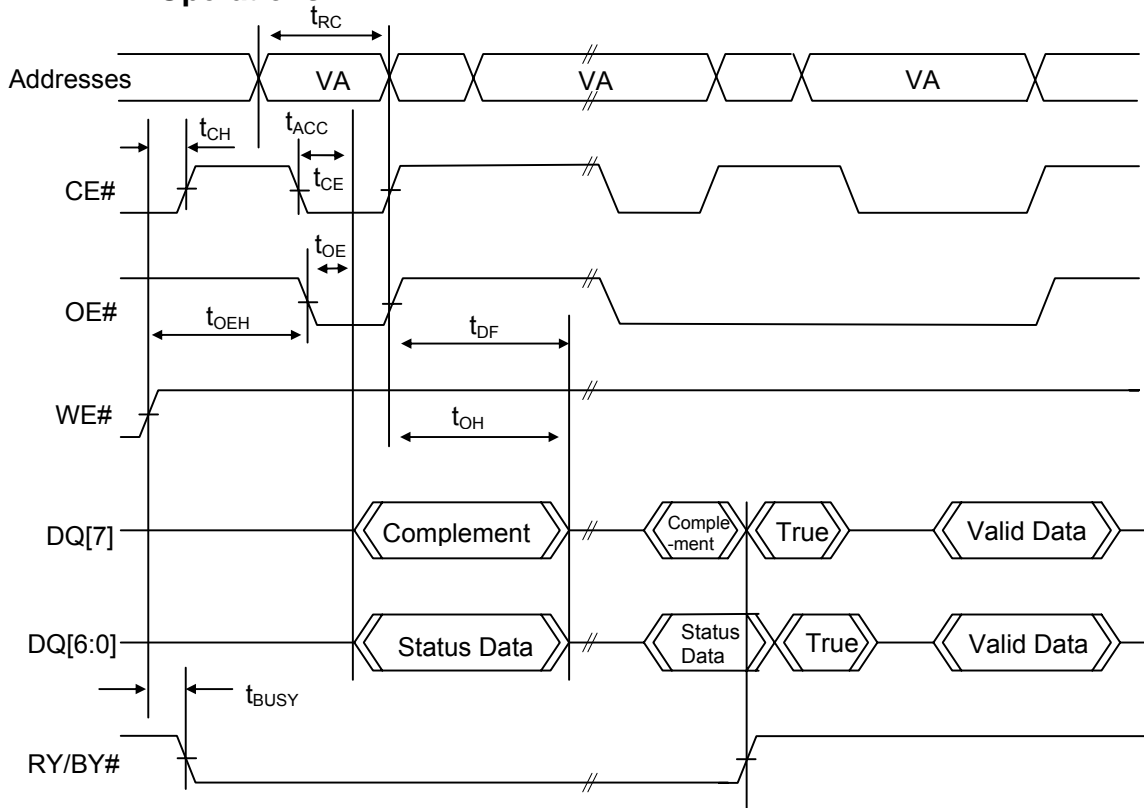 tRC
Addresses
VA
VA
VA
tCH
tACC
CE#
tCE
tOE
OE#
tOEH
tDF
WE#
tOH
DQ[7]
Complement
Comple
-ment
True
Valid Data
DQ[6:0]
Status Data
Status
Data
True
Valid Data
tBUSY
RY/BY#